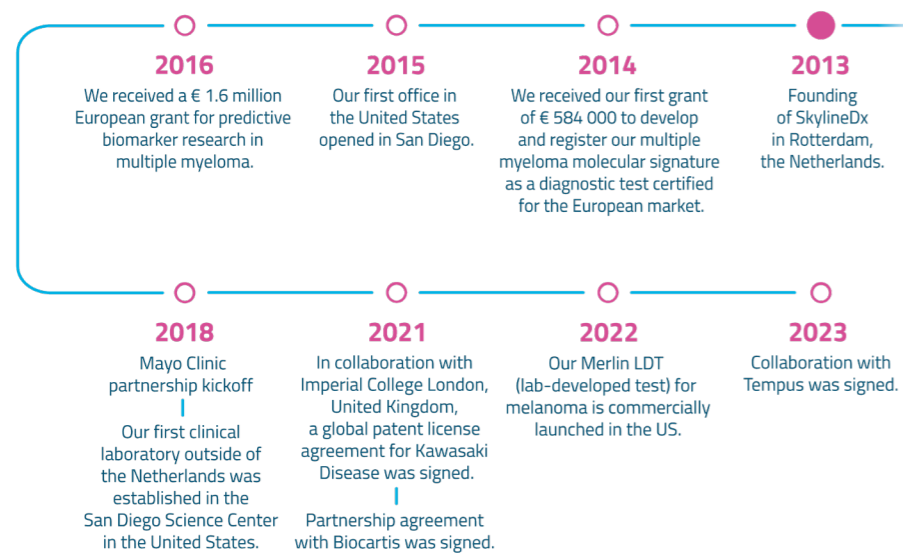 2016
We received a € 1.6 million
European grant for predictive
biomarker research in
multiple myeloma.
2015
Our first office in
the United States
opened in San Diego.
2014
We received our first grant
of € 584 000 to develop
and register our multiple
myeloma molecular signature
as a diagnostic test certified
for the European market.
2013
Founding
of SkylineDx
in Rotterdam,
the Netherlands.
2018
Mayo Clinic
partnership kickoff
Our first clinical
laboratory outside of
the Netherlands was
established in the
San Diego Science Center
in the United States.
2021
In collaboration with
Imperial College London,
United Kingdom,
a global patent license
agreement for Kawasaki
Disease was signed.
Partnership agreement
with Biocartis was signed.
2022
Our Merlin LDT
(lab-developed test) for
melanoma is commercially
launched in the US.
2023
Collaboration with
Tempus was signed.